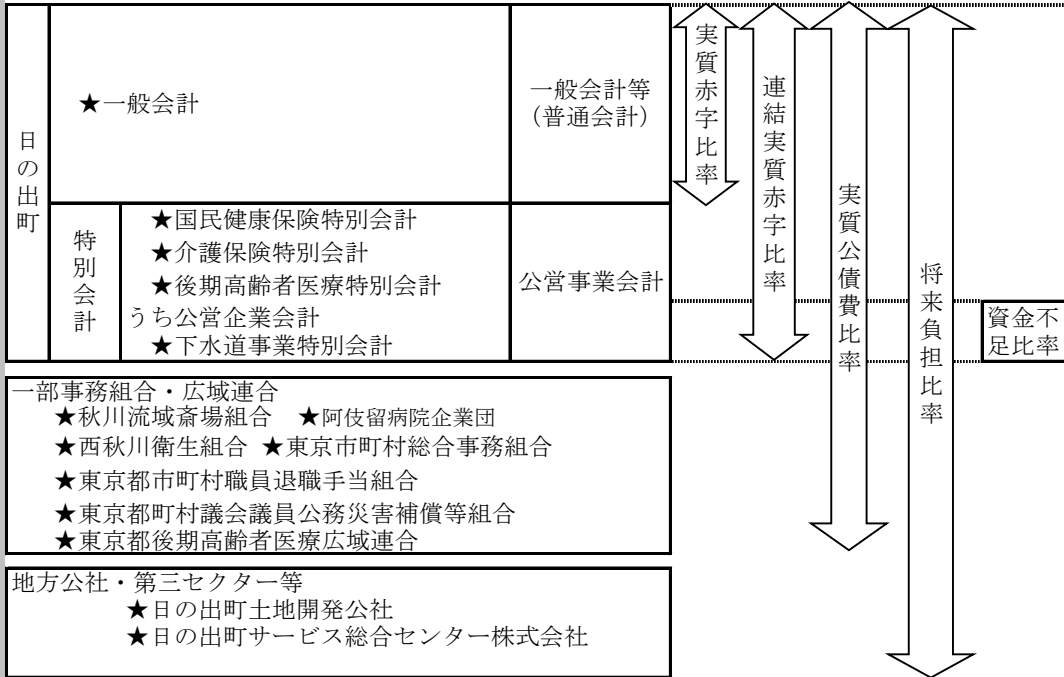 日の出町
★一般会計
一般会計等
（普通会計）
特別会計
★国民健康保険特別会計
★介護保険特別会計
★後期高齢者医療特別会計
うち公営企業会計
★下水道事業特別会計
公営事業会計
実質赤字比率
連結実質赤字比率
実質公債費比率
将来負担比率
資金不
足比率
一部事務組合・広域連合
★秋川流域斎場組合　★阿伎留病院企業団
★西秋川衛生組合 ★東京市町村総合事務組合
★東京都市町村職員退職手当組合
★東京都町村議会議員公務災害補償等組合
★東京都後期高齢者医療広域連合
地方公社・第三セクター等
★日の出町土地開発公社
★日の出町サービス総合センター株式会社